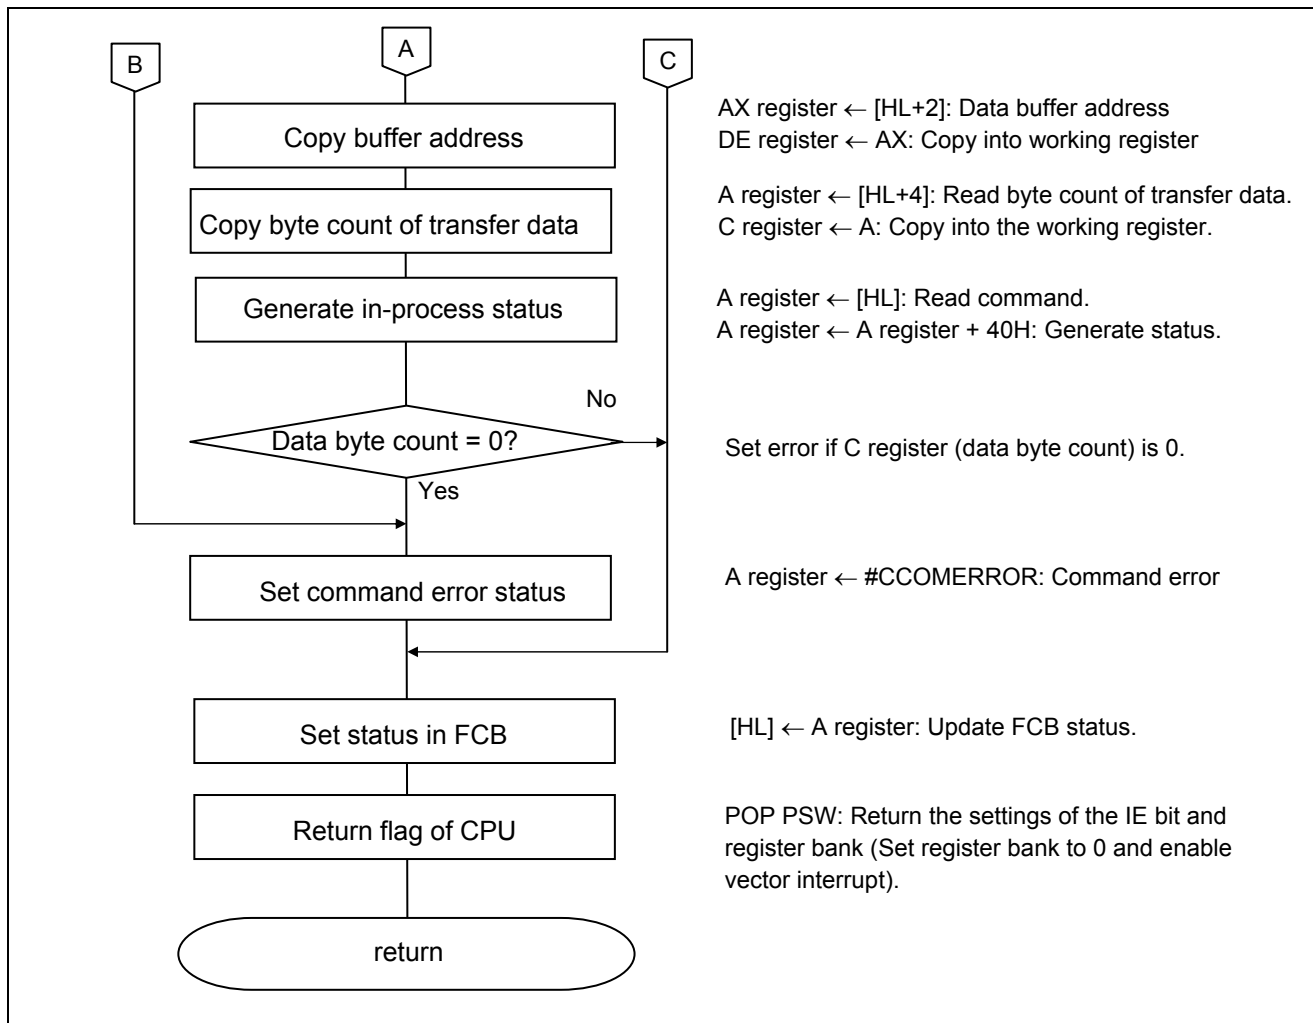 B
A
C
Copy buffer address
AX register ← [HL+2]: Data buffer address
DE register ← AX: Copy into working register
Copy byte count of transfer data
A register ← [HL+4]: Read byte count of transfer data.
C register ← A: Copy into the working register.
Generate in-process status
A register ← [HL]: Read command.
A register ← A register + 40H: Generate status.
No
Data byte count = 0?
Set error if C register (data byte count) is 0.
Yes
Set command error status
A register ← #CCOMERROR: Command error
Set status in FCB
[HL] ← A register: Update FCB status.
Return flag of CPU
POP PSW: Return the settings of the IE bit and
register bank (Set register bank to 0 and enable
vector interrupt).
return